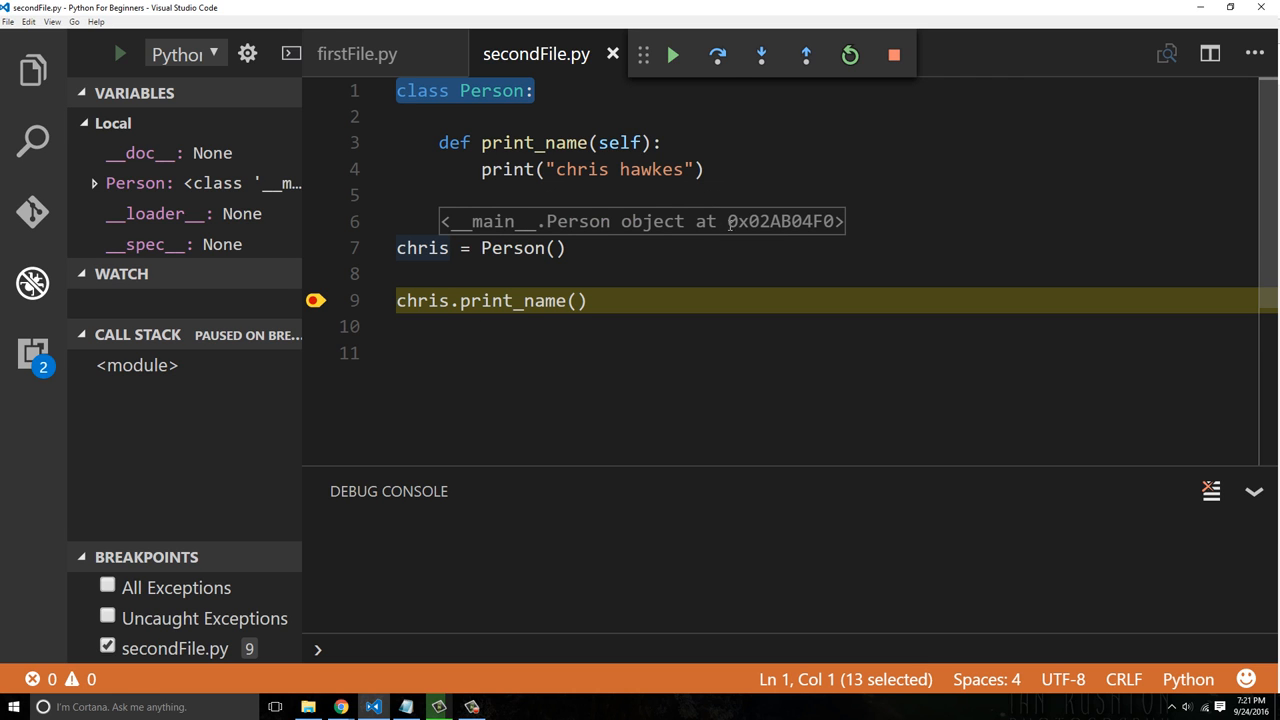 secondFile.py - Python For Beginners - Visual Studio Code
File Edit View Go Help
Python
firstFile.py
secondFile.py
VARIABLES
Local
__doc__: None
Person: <class '__m...
__loader__: None
__spec__: None
WATCH
CALL STACK PAUSED ON BRE...
<module>
BREAKPOINTS
All Exceptions
Uncaught Exceptions
secondFile.py 9
2
1 class Person:
2
3 def print_name(self):
4 print("chris hawkes")
5
6 <__main__.Person object at 0x02AB04F0>
7 chris = Person()
8
9 chris.print_name()
10
11
DEBUG CONSOLE
0 0
Ln 1, Col 1 (13 selected) Spaces: 4 UTF-8 CRLF Python
I'm Cortana. Ask me anything.
7:21 PM
9/24/2016